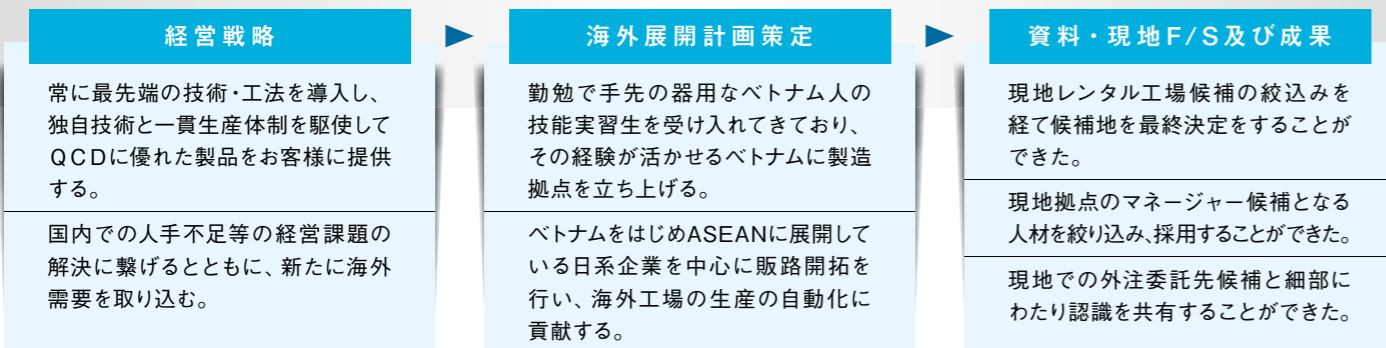 経営戦略
常に最先端の技術・工法を導入し、
独自技術と一貫生産体制を駆使して
ＱＣＤに優れた製品をお客様に提供
する。
国内での人手不足等の経営課題の
解決に繋げるとともに、新たに海外
需要を取り込む。
海外展開計画策定
勤勉で手先の器用なベトナム人の
技能実習生を受け入れてきており、
その経験が活かせるベトナムに製造
拠点を立ち上げる。
ベトナムをはじめASEANに展開して
いる日系企業を中心に販路開拓を
行い、海外工場の生産の自動化に
貢献する。
資料・現地F/S及び成果
現地レンタル工場候補の絞込みを
経て候補地を最終決定をすることが
できた。
現地拠点のマネージャー候補となる
人材を絞り込み、採用することができた。
現地での外注委託先候補と細部に
わたり認識を共有することができた。